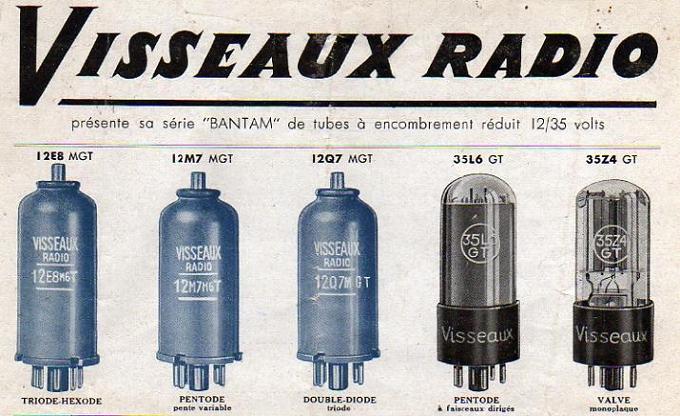 VISSEAUX RADIO
présente sa série "BANTAM" de tubes à encombrement réduit 12/35 volts
12E8 MGT 12M7 MGT 12Q7 MGT 35L6 GT 35Z4 GT
VISSEAUX
RADIO
12E8MGT
VISSEAUX
RADIO
12M7MGT
VISSEAUX
RADIO
12Q7M GT
35L6
GT
Visseaux
35Z4
GT
Visseaux
TRIODE-HEXODE PENTODE DOUBLE-DIODE PENTODE VALVE
pente variable triode à faisceaux dirigés monoplaque